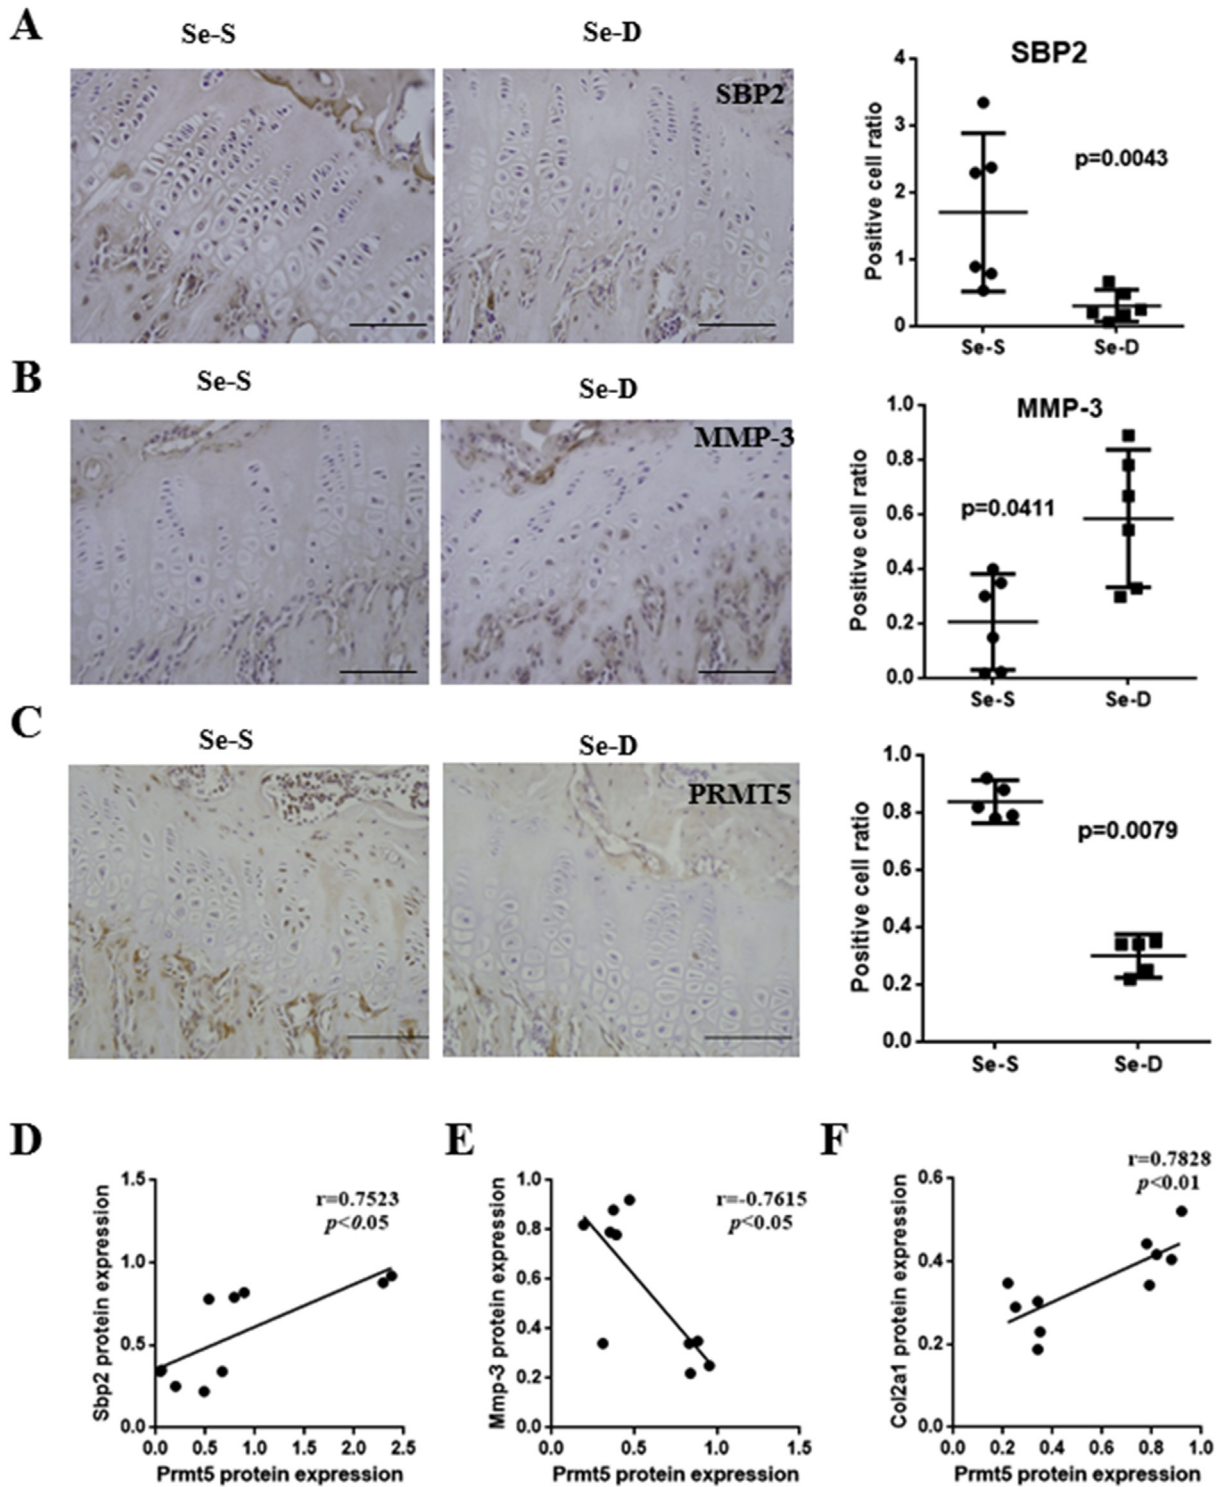 A
Se-S
Se-D
SBP2
SBP2
Positive cell ratio
4
3
2
1
0
p=0.0043
Se-S
Se-D
B
Se-S
Se-D
MMP-3
MMP-3
Positive cell ratio
1.0
0.8
0.6
0.4
0.2
0.0
p=0.0411
Se-S
Se-D
C
Se-S
Se-D
PRMT5
Positive cell ratio
1.0
0.8
0.6
0.4
0.2
0.0
p=0.0079
Se-S
Se-D
D
Sbp2 protein expression
1.5
1.0
0.5
0.0
r=0.7523
p<0.05
0.0 0.5 1.0 1.5 2.0 2.5
Prmt5 protein expression
E
Mmp-3 protein expression
1.0
0.8
0.6
0.4
0.2
0.0
r=-0.7615
p<0.05
0.0 0.5 1.0 1.5
Prmt5 protein expression
F
Col2a1 protein expression
0.6
0.4
0.2
0.0
r=0.7828
p<0.01
0.0 0.2 0.4 0.6 0.8 1.0
Prmt5 protein expression